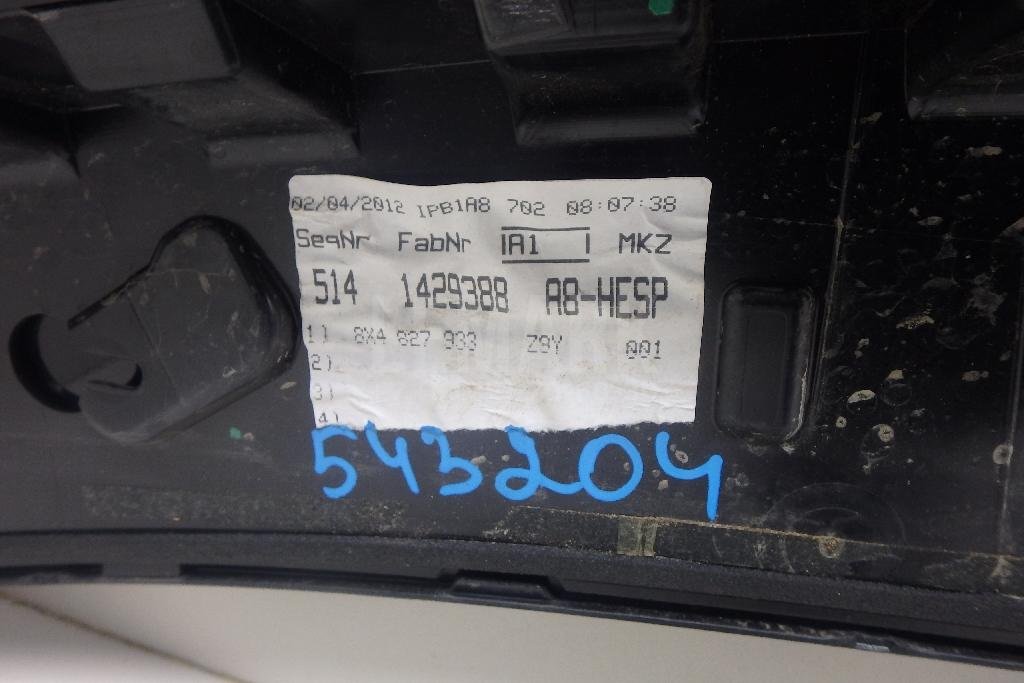 02/04/2012 IPB1A8 702 08:07:38
SeqNr FabNr IA1 I MKZ
514 1429388 A8-HESP
1) 8X4 827 933 Z9Y 001
2)
3)
4)
543204